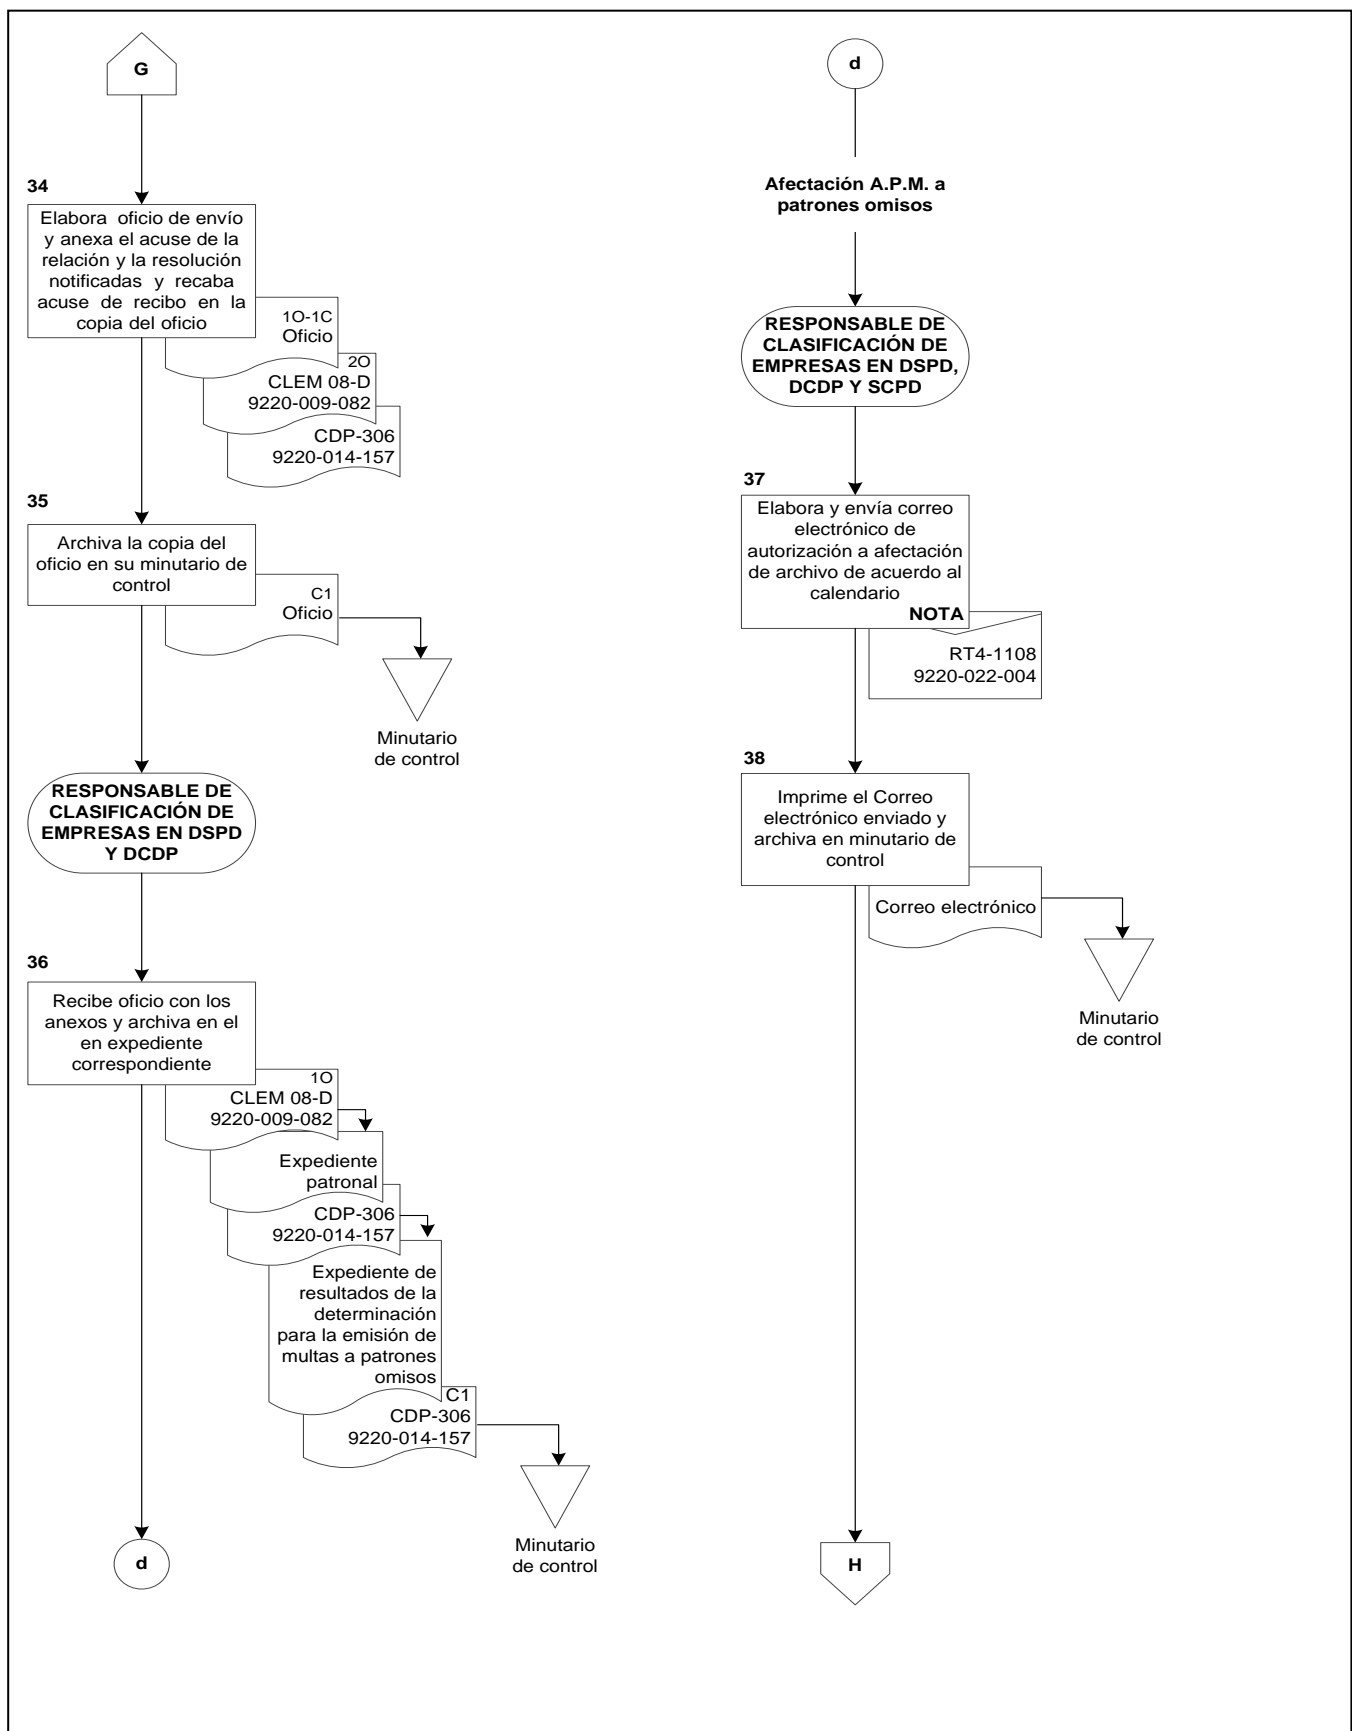 G
34
Elabora oficio de envío
y anexa el acuse de la
relación y la resolución
notificadas y recaba
acuse de recibo en la
copia del oficio
1O-1C
Oficio
2O
CLEM 08-D
9220-009-082
CDP-306
9220-014-157
35
Archiva la copia del
oficio en su minutario de
control
C1
Oficio
Minutario
de control
RESPONSABLE DE
CLASIFICACIÓN DE
EMPRESAS EN DSPD
Y DCDP
36
Recibe oficio con los
anexos y archiva en el
en expediente
correspondiente
1O
CLEM 08-D
9220-009-082
Expediente
patronal
CDP-306
9220-014-157
Expediente de
resultados de la
determinación
para la emisión de
multas a patrones
omisos
C1
CDP-306
9220-014-157
Minutario
de control
d
d
Afectación A.P.M. a
patrones omisos
RESPONSABLE DE
CLASIFICACIÓN DE
EMPRESAS EN DSPD,
DCDP Y SCPD
37
Elabora y envía correo
electrónico de
autorización a afectación
de archivo de acuerdo al
calendario
NOTA
RT4-1108
9220-022-004
38
Imprime el Correo
electrónico enviado y
archiva en minutario de
control
Correo electrónico
Minutario
de control
H